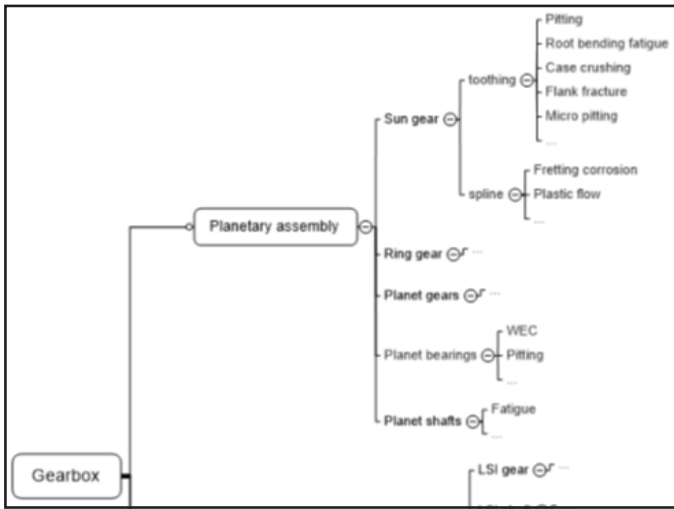 Pitting
Root bending fatigue
toothing
Case crushing
Flank fracture
Sun gear
Micro pitting
...
Fretting corrosion
spline
Plastic flow
...
Planetary assembly
Ring gear
...
Planet gears
...
WEC
Planet bearings
Pitting
...
Fatigue
Planet shafts
...
Gearbox
LSI gear
...